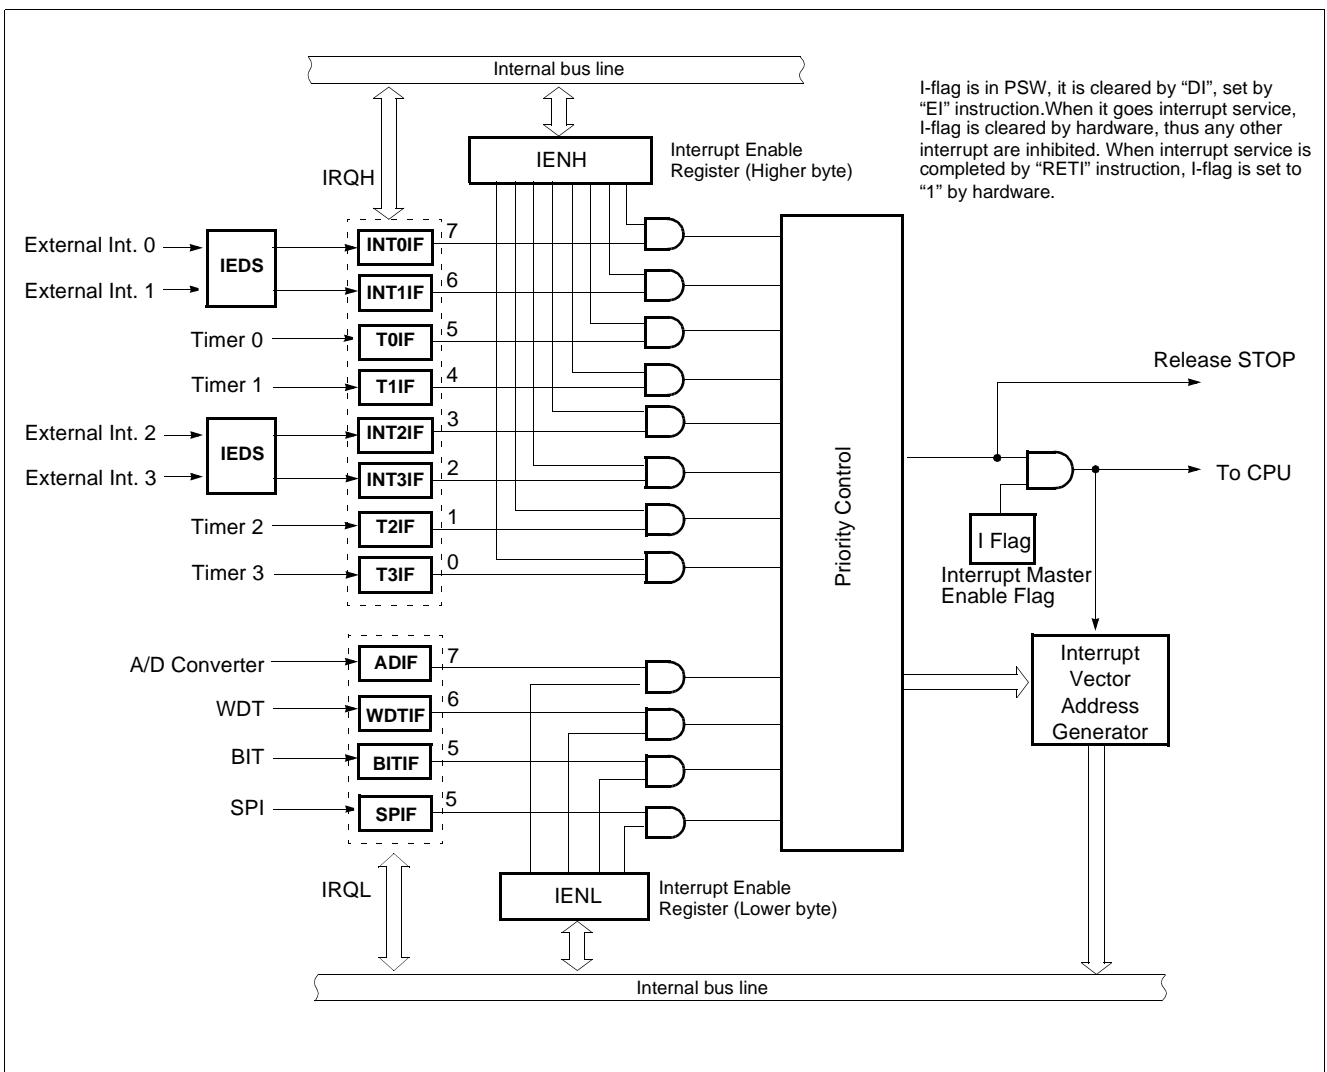 Internal bus line
I-flag is in PSW, it is cleared by “DI”, set by
“EI” instruction.When it goes interrupt service,
I-flag is cleared by hardware, thus any other
interrupt are inhibited. When interrupt service is
completed by “RETI” instruction, I-flag is set to
“1” by hardware.
IENH
Interrupt Enable
Register (Higher byte)
IRQH
External Int. 0
IEDS
INT0IF
7
External Int. 1
INT1IF
6
Timer 0
T0IF
5
Timer 1
T1IF
4
External Int. 2
IEDS
INT2IF
3
External Int. 3
INT3IF
2
Timer 2
T2IF
1
Timer 3
T3IF
0
Priority Control
Release STOP
To CPU
I Flag
Interrupt Master
Enable Flag
A/D Converter
ADIF
7
WDT
WDTIF
6
BIT
BITIF
5
SPI
SPIF
5
Interrupt
Vector
Address
Generator
IRQL
IENL
Interrupt Enable
Register (Lower byte)
Internal bus line